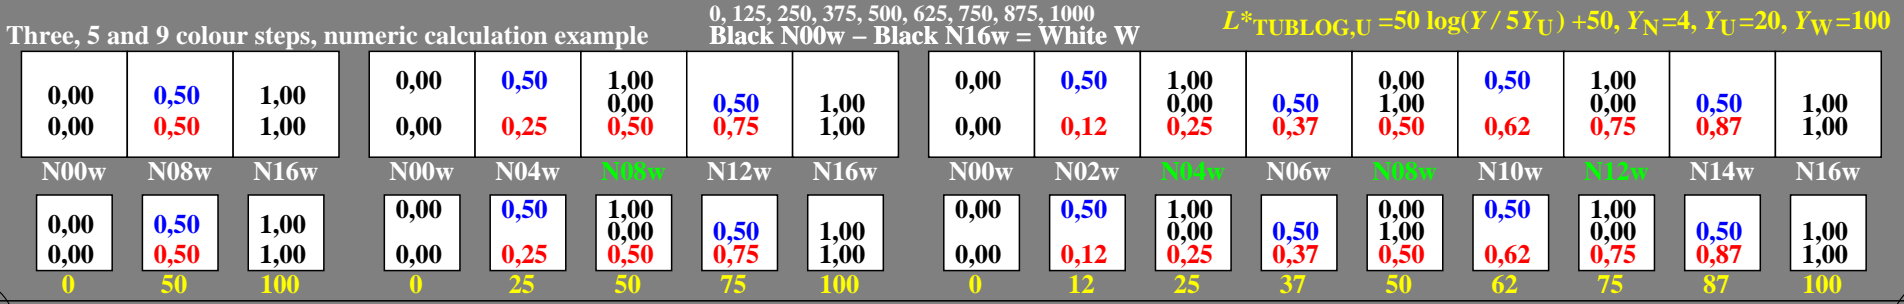 0, 125, 250, 375, 500, 625, 750, 875, 1000
Three, 5 and 9 colour steps, numeric calculation example
Black N00w – Black N16w = White W
L*TUBLOG,U =50 log(Y / 5YU) +50, YN=4, YU=20, YW=100
0,00 0,50 1,00 0,00 0,50 1,00 0,00 0,50
0,00 0,50 1,00 0,00 0,50 1,00 0,00 0,50 1,00 0,00 0,50 1,00
0,00 0,50 1,00 0,00 0,25 0,50 0,75 1,00 0,00 0,12 0,25 0,37 0,50 0,62 0,75 0,87 1,00
N00w N08w N16w N00w N04w N08w N12w N16w N00w N02w N04w N06w N08w N10w N12w N14w N16w
0,00 0,50 1,00 0,00 0,50 1,00 0,00 0,50 1,00
0,00 0,50 1,00 0,00 0,50 1,00 0,00 0,50 1,00 0,00 0,50 1,00
0,00 0,50 1,00 0,00 0,25 0,50 0,75 1,00 0,00 0,12 0,25 0,37 0,50 0,62 0,75 0,87 1,00
0 50 100 0 25 50 75 100 0 12 25 37 50 62 75 87 100